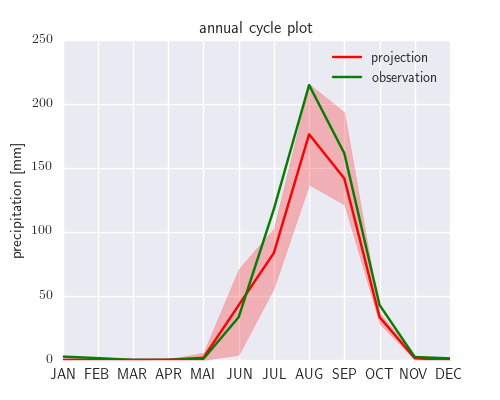 annual cycle plot
250
200
150
100
50
0
precipitation [mm]
projection
observation
JAN FEB MAR APR MAI JUN JUL AUG SEP OCT NOV DEC